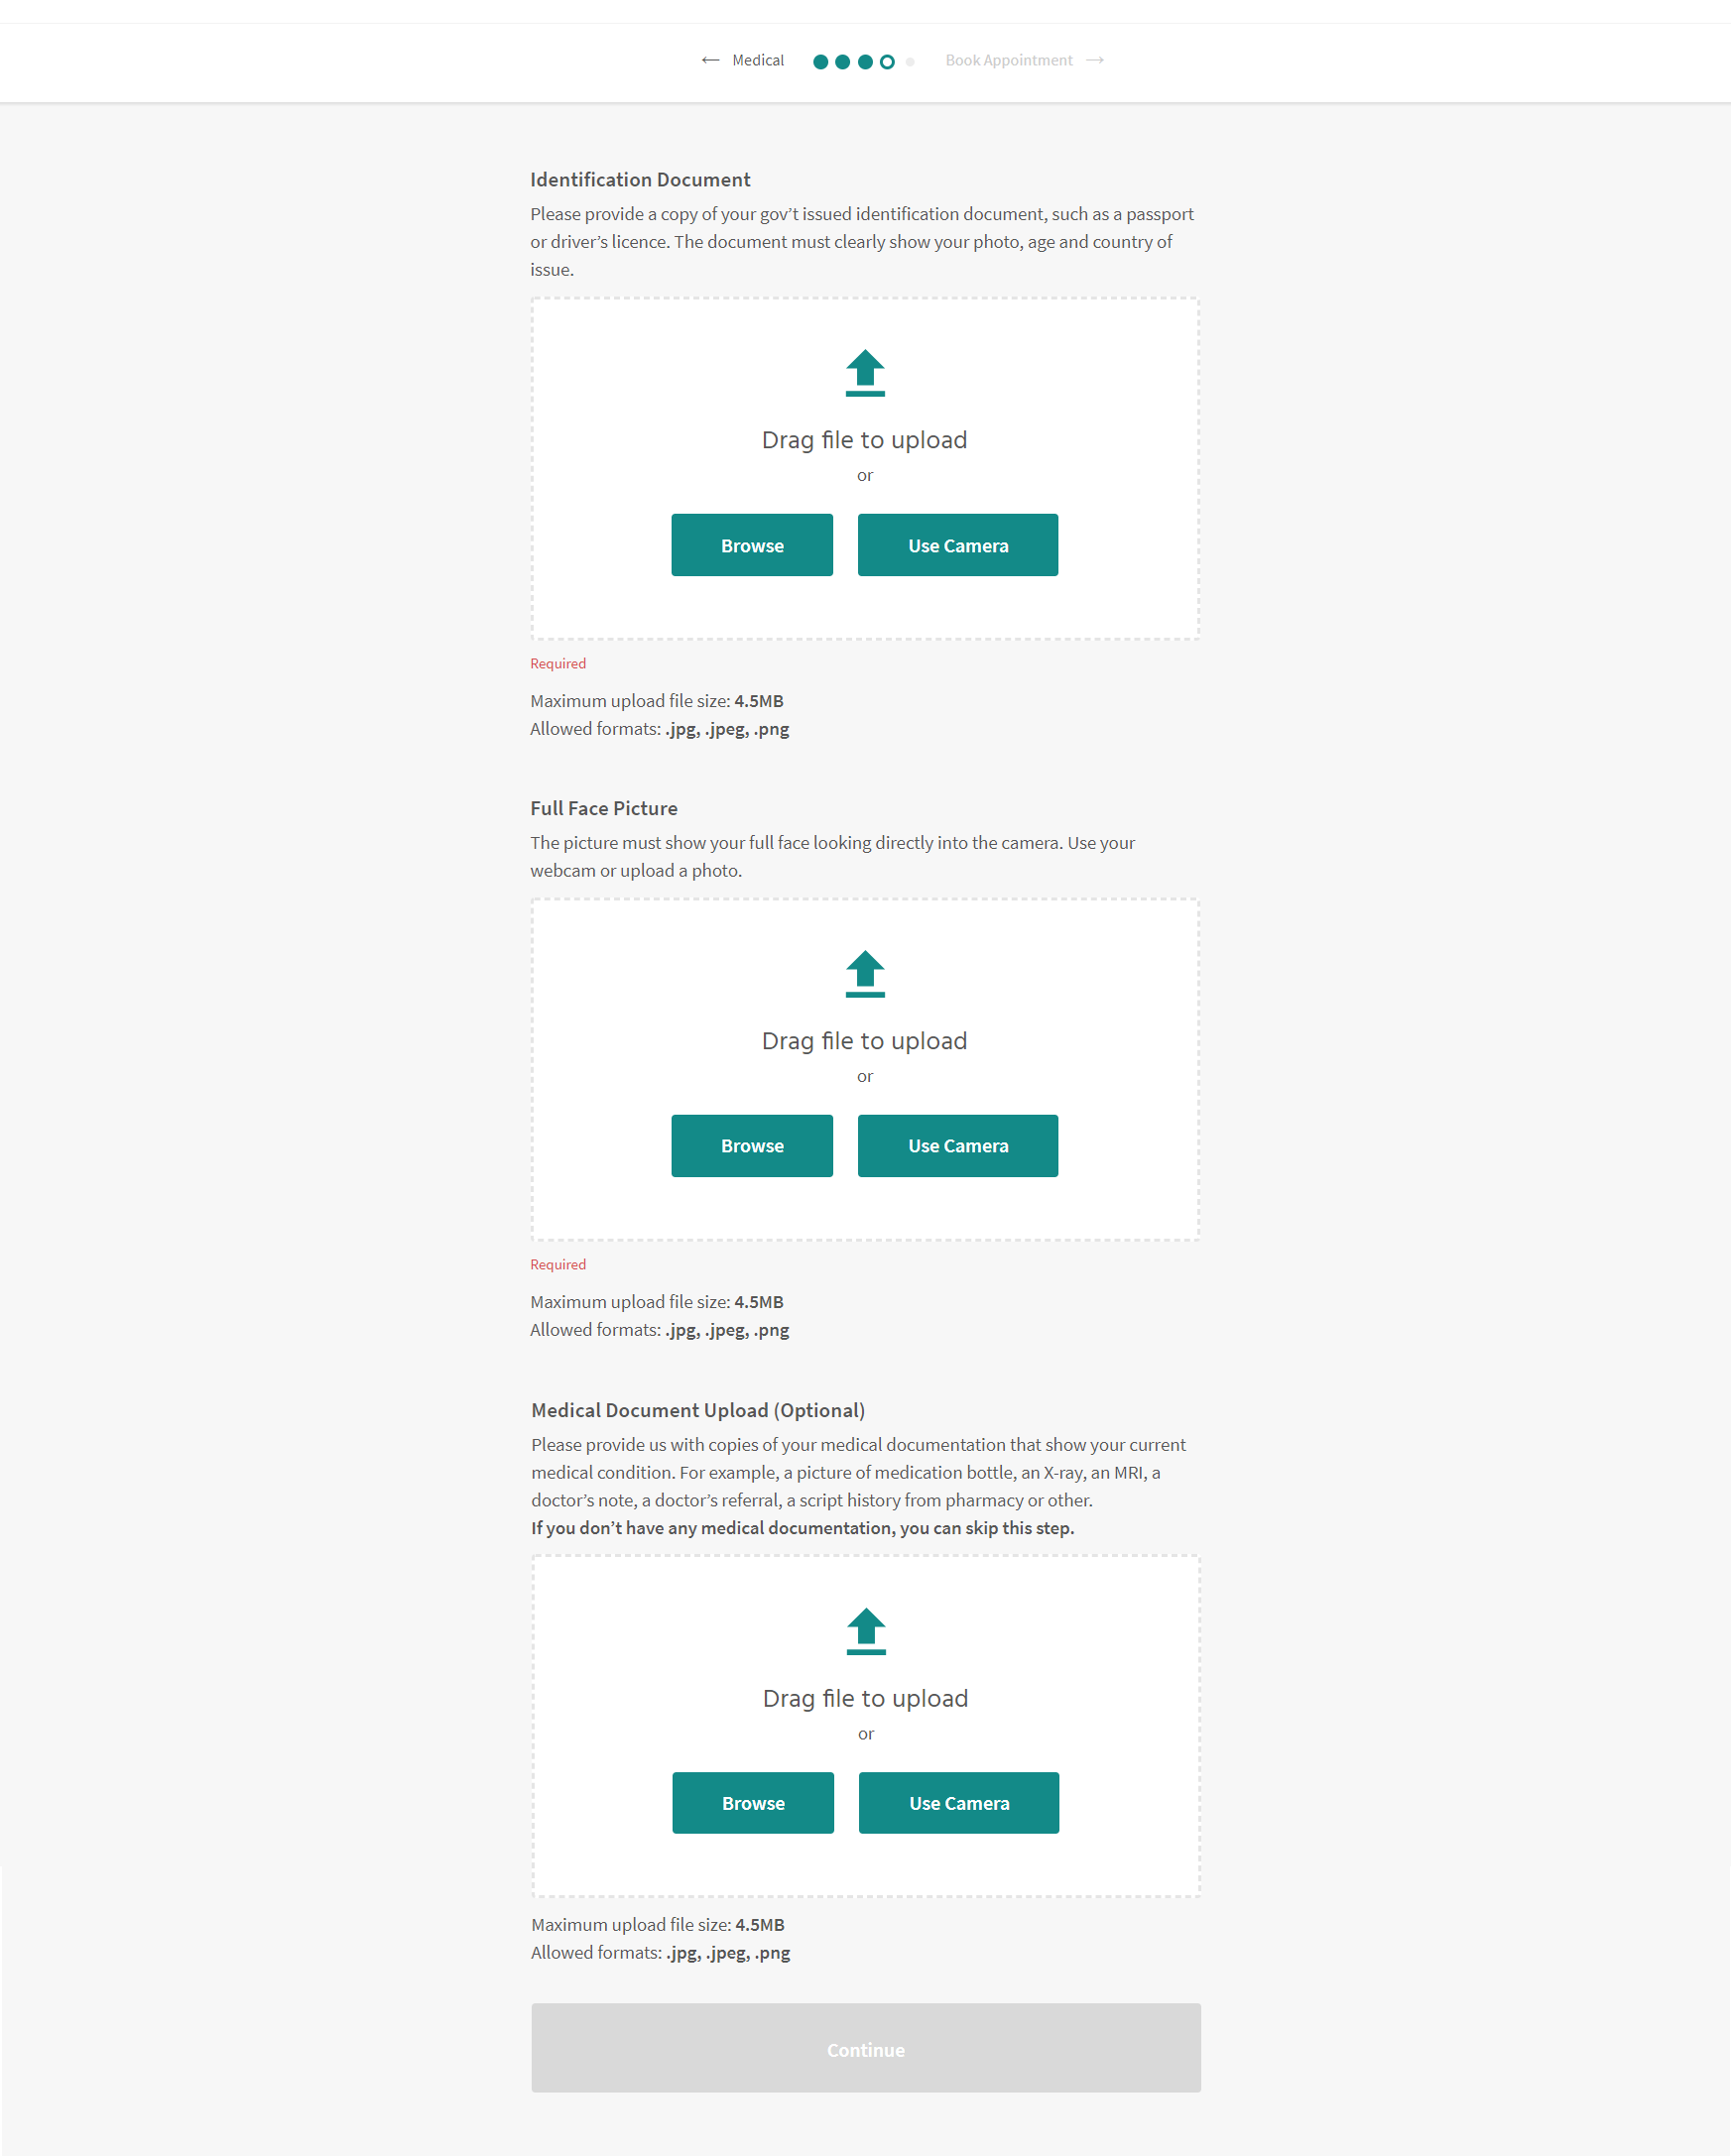 ← Medical
Book Appointment →
Identification Document
Please provide a copy of your gov’t issued identification document, such as a passport
or driver’s licence. The document must clearly show your photo, age and country of
issue.
Drag file to upload
or
Browse
Use Camera
Required
Maximum upload file size: 4.5MB
Allowed formats: .jpg, .jpeg, .png
Full Face Picture
The picture must show your full face looking directly into the camera. Use your
webcam or upload a photo.
Drag file to upload
or
Browse
Use Camera
Required
Maximum upload file size: 4.5MB
Allowed formats: .jpg, .jpeg, .png
Medical Document Upload (Optional)
Please provide us with copies of your medical documentation that show your current
medical condition. For example, a picture of medication bottle, an X-ray, an MRI, a
doctor’s note, a doctor’s referral, a script history from pharmacy or other.
If you don’t have any medical documentation, you can skip this step.
Drag file to upload
or
Browse
Use Camera
Maximum upload file size: 4.5MB
Allowed formats: .jpg, .jpeg, .png
Continue